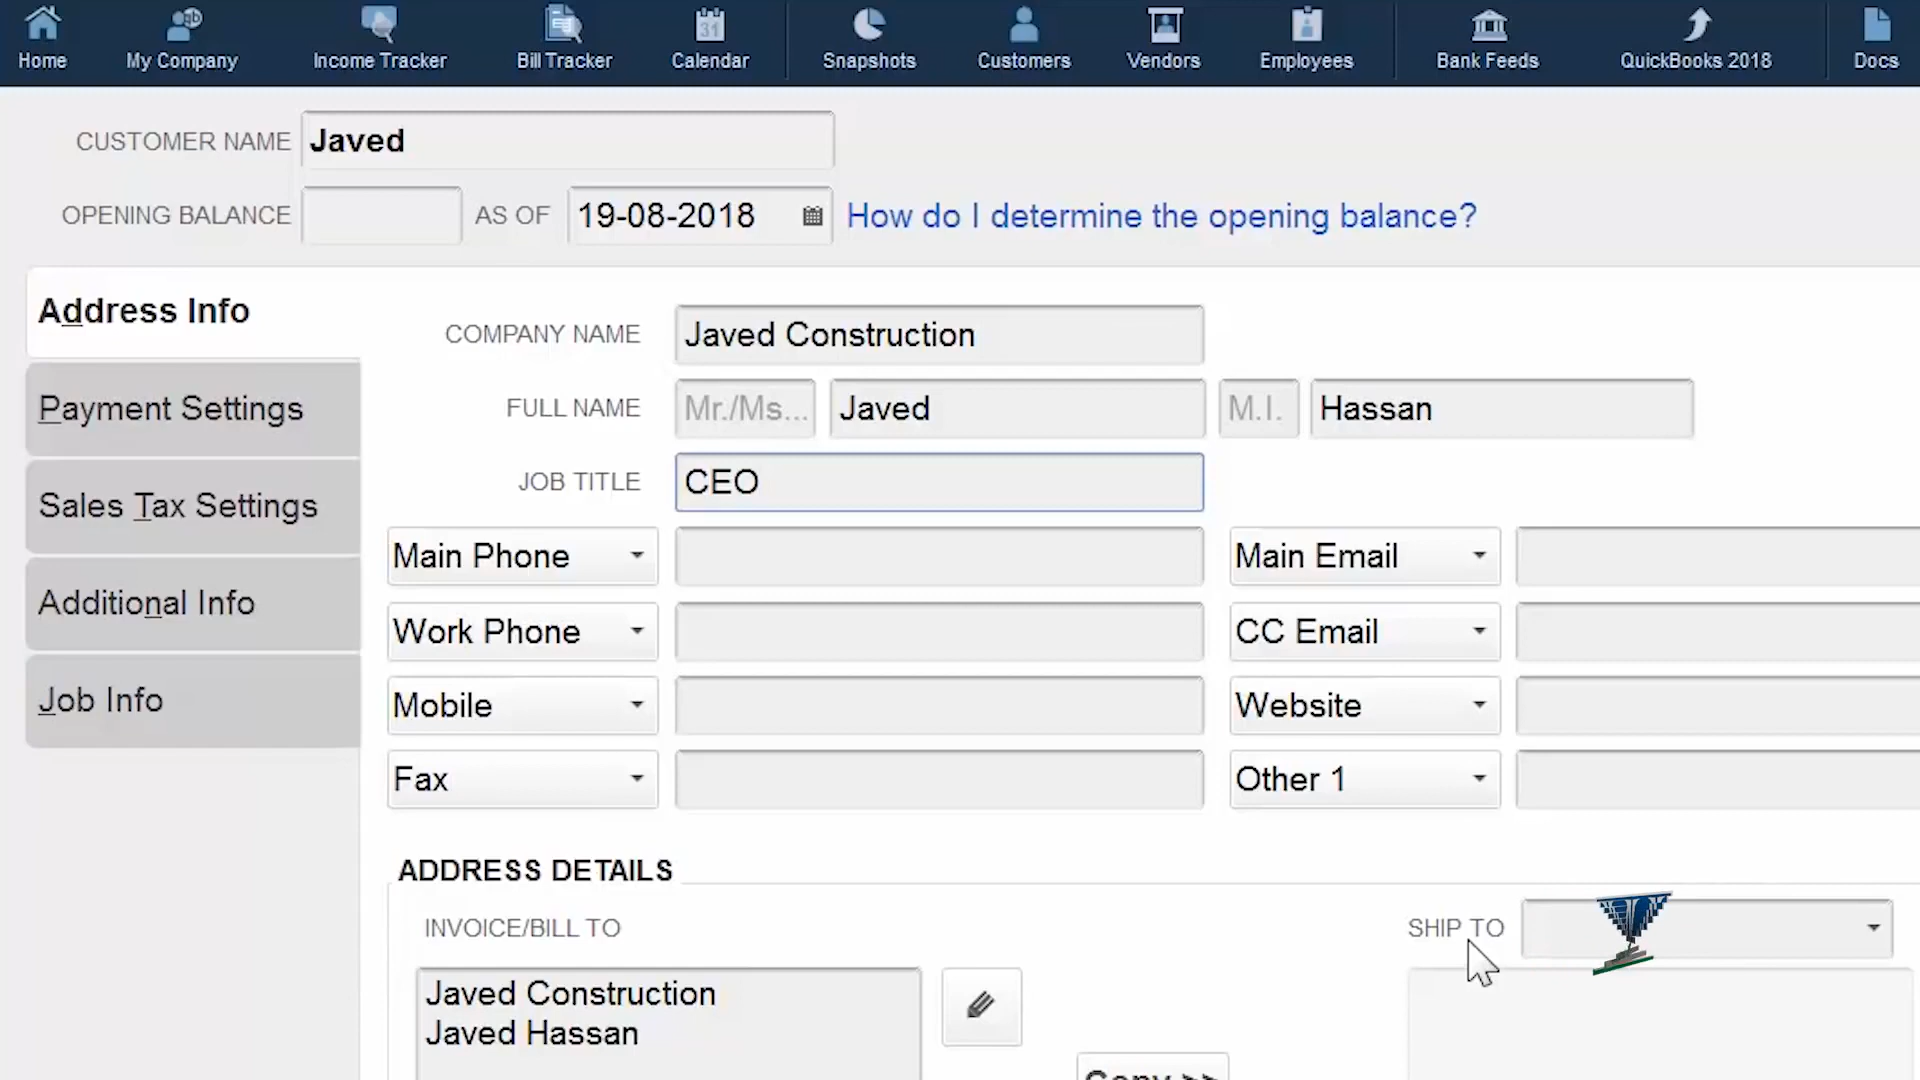 Home My Company Income Tracker Bill Tracker 31 Calendar Snapshots Customers Vendors Employees Bank Feeds QuickBooks 2018 Docs
CUSTOMER NAME Javed
OPENING BALANCE AS OF 19-08-2018 How do I determine the opening balance?
Address Info
Payment Settings
Sales Tax Settings
Additional Info
Job Info
COMPANY NAME Javed Construction
FULL NAME Mr./Ms... Javed M.I. Hassan
JOB TITLE CEO
Main Phone Main Email
Work Phone CC Email
Mobile Website
Fax Other 1
ADDRESS DETAILS
INVOICE/BILL TO SHIP TO
Javed Construction
Javed Hassan
Copy >>